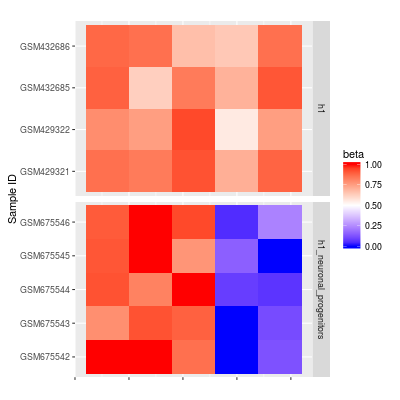 Sample ID
GSM432686
GSM432685
GSM429322
GSM429321
h1
GSM675546
GSM675545
GSM675544
GSM675543
GSM675542
h1_neuronal_progenitors
beta
1.00
0.75
0.50
0.25
0.00